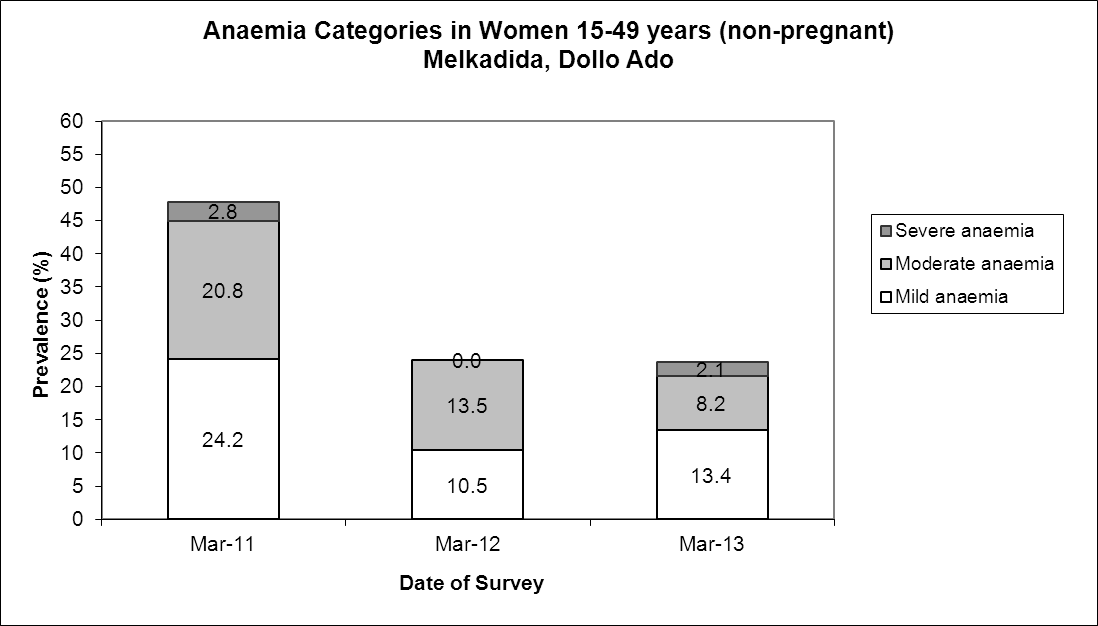 Anaemia Categories in Women 15-49 years (non-pregnant)
Melkadida, Dollo Ado
Prevalence (%)
60
55
50
45
40
35
30
25
20
15
10
5
0
2.8
20.8
24.2
0.0
13.5
10.5
2.1
8.2
13.4
Mar-11
Mar-12
Mar-13
Date of Survey
Severe anaemia
Moderate anaemia
Mild anaemia